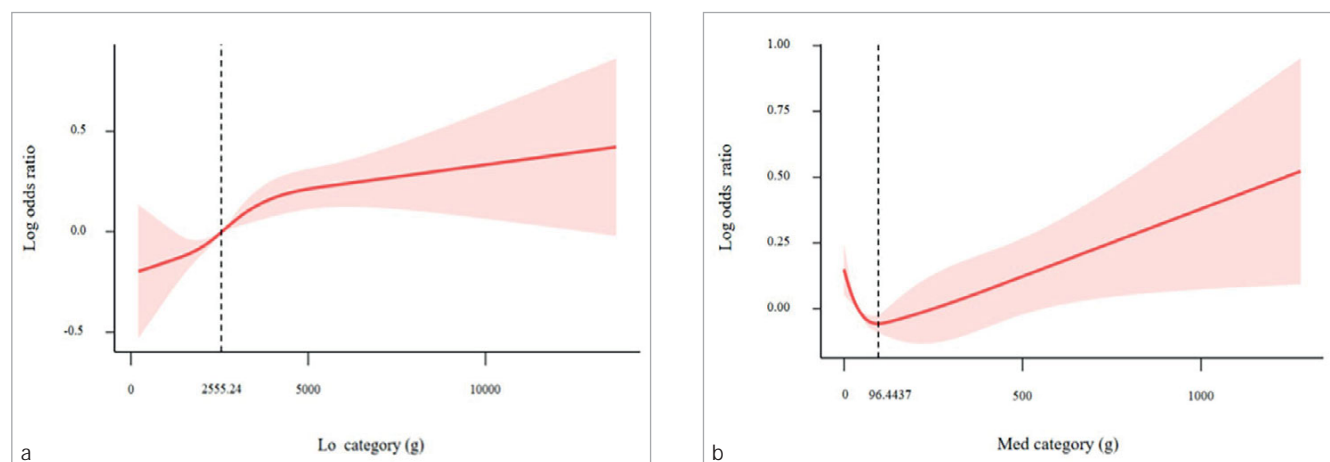 Log odds ratio
0.5
0.0
-0.5
0
2555.24
5000
10000
Lo category (g)
a
Log odds ratio
1.00
0.75
0.50
0.25
0.00
0
96.4437
500
1000
Med category (g)
b